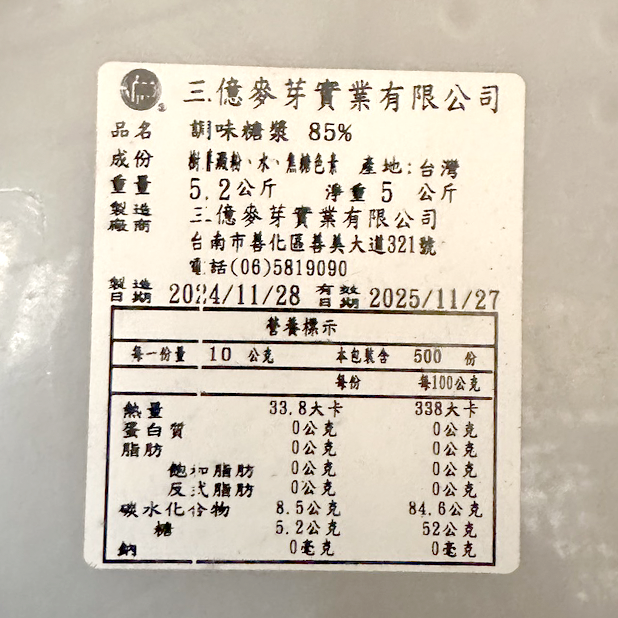 三億麥芽實業有限公司
品名 調味糖漿 85%
成份 樹薯澱粉、水、焦糖色素 產地:台灣
重量 5.2公斤 淨重 5 公斤
製造廠商 三億麥芽實業有限公司
台南市善化區善美大道321號
電話(06)5819090
製造日期 2024/11/28 有效日期 2025/11/27
營養標示
每一份量 10 公克 本包裝含 500 份
每份 每100公克
熱量 33.8大卡 338大卡
蛋白質 0公克 0公克
脂肪 0公克 0公克
飽和脂肪 0公克 0公克
反式脂肪 0公克 0公克
碳水化合物 8.5公克 84.6公克
糖 5.2公克 52公克
鈉 0毫克 0毫克